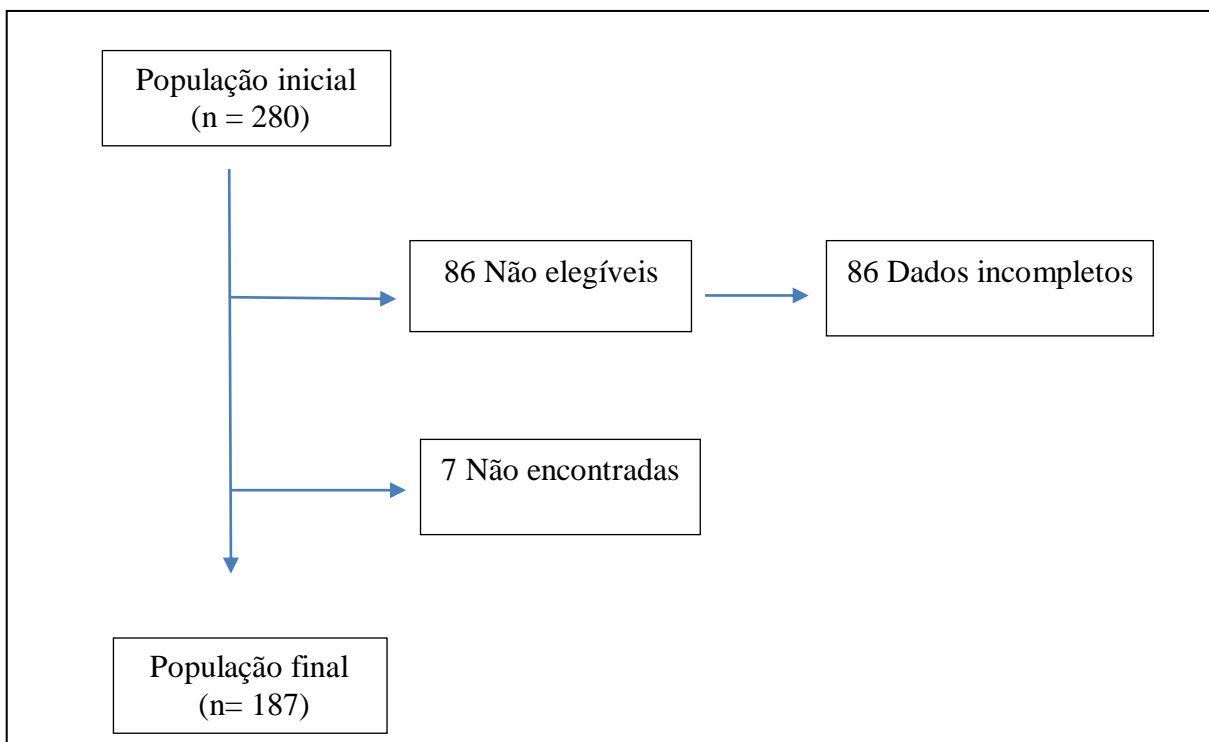 População inicial
(n = 280)
86 Não elegíveis
86 Dados incompletos
7 Não encontradas
População final
(n= 187)